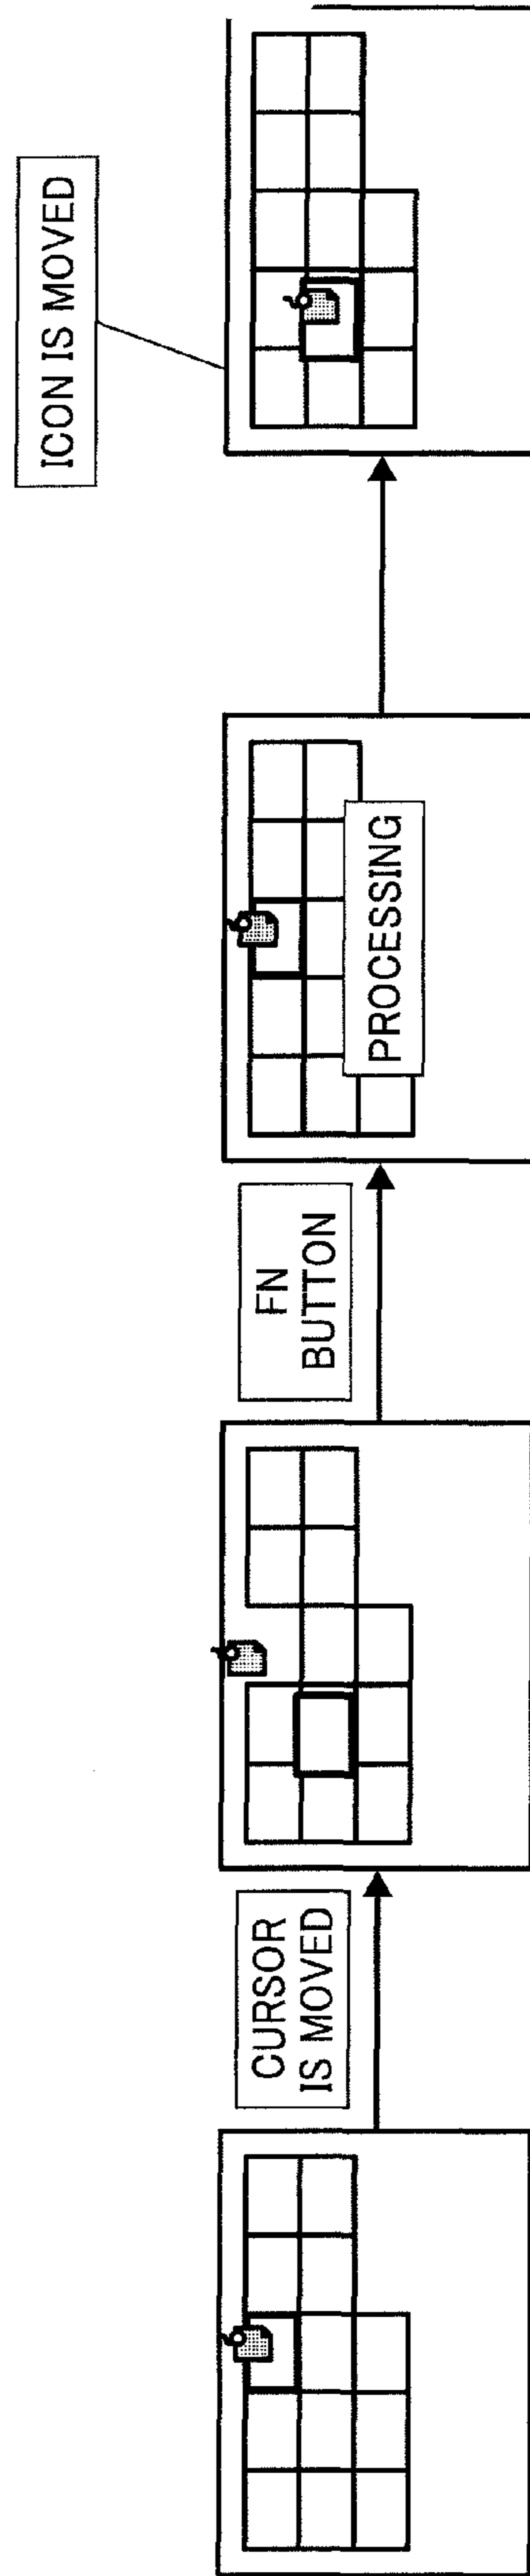 CURSOR
IS MOVED
FN
BUTTON
PROCESSING
ICON IS MOVED